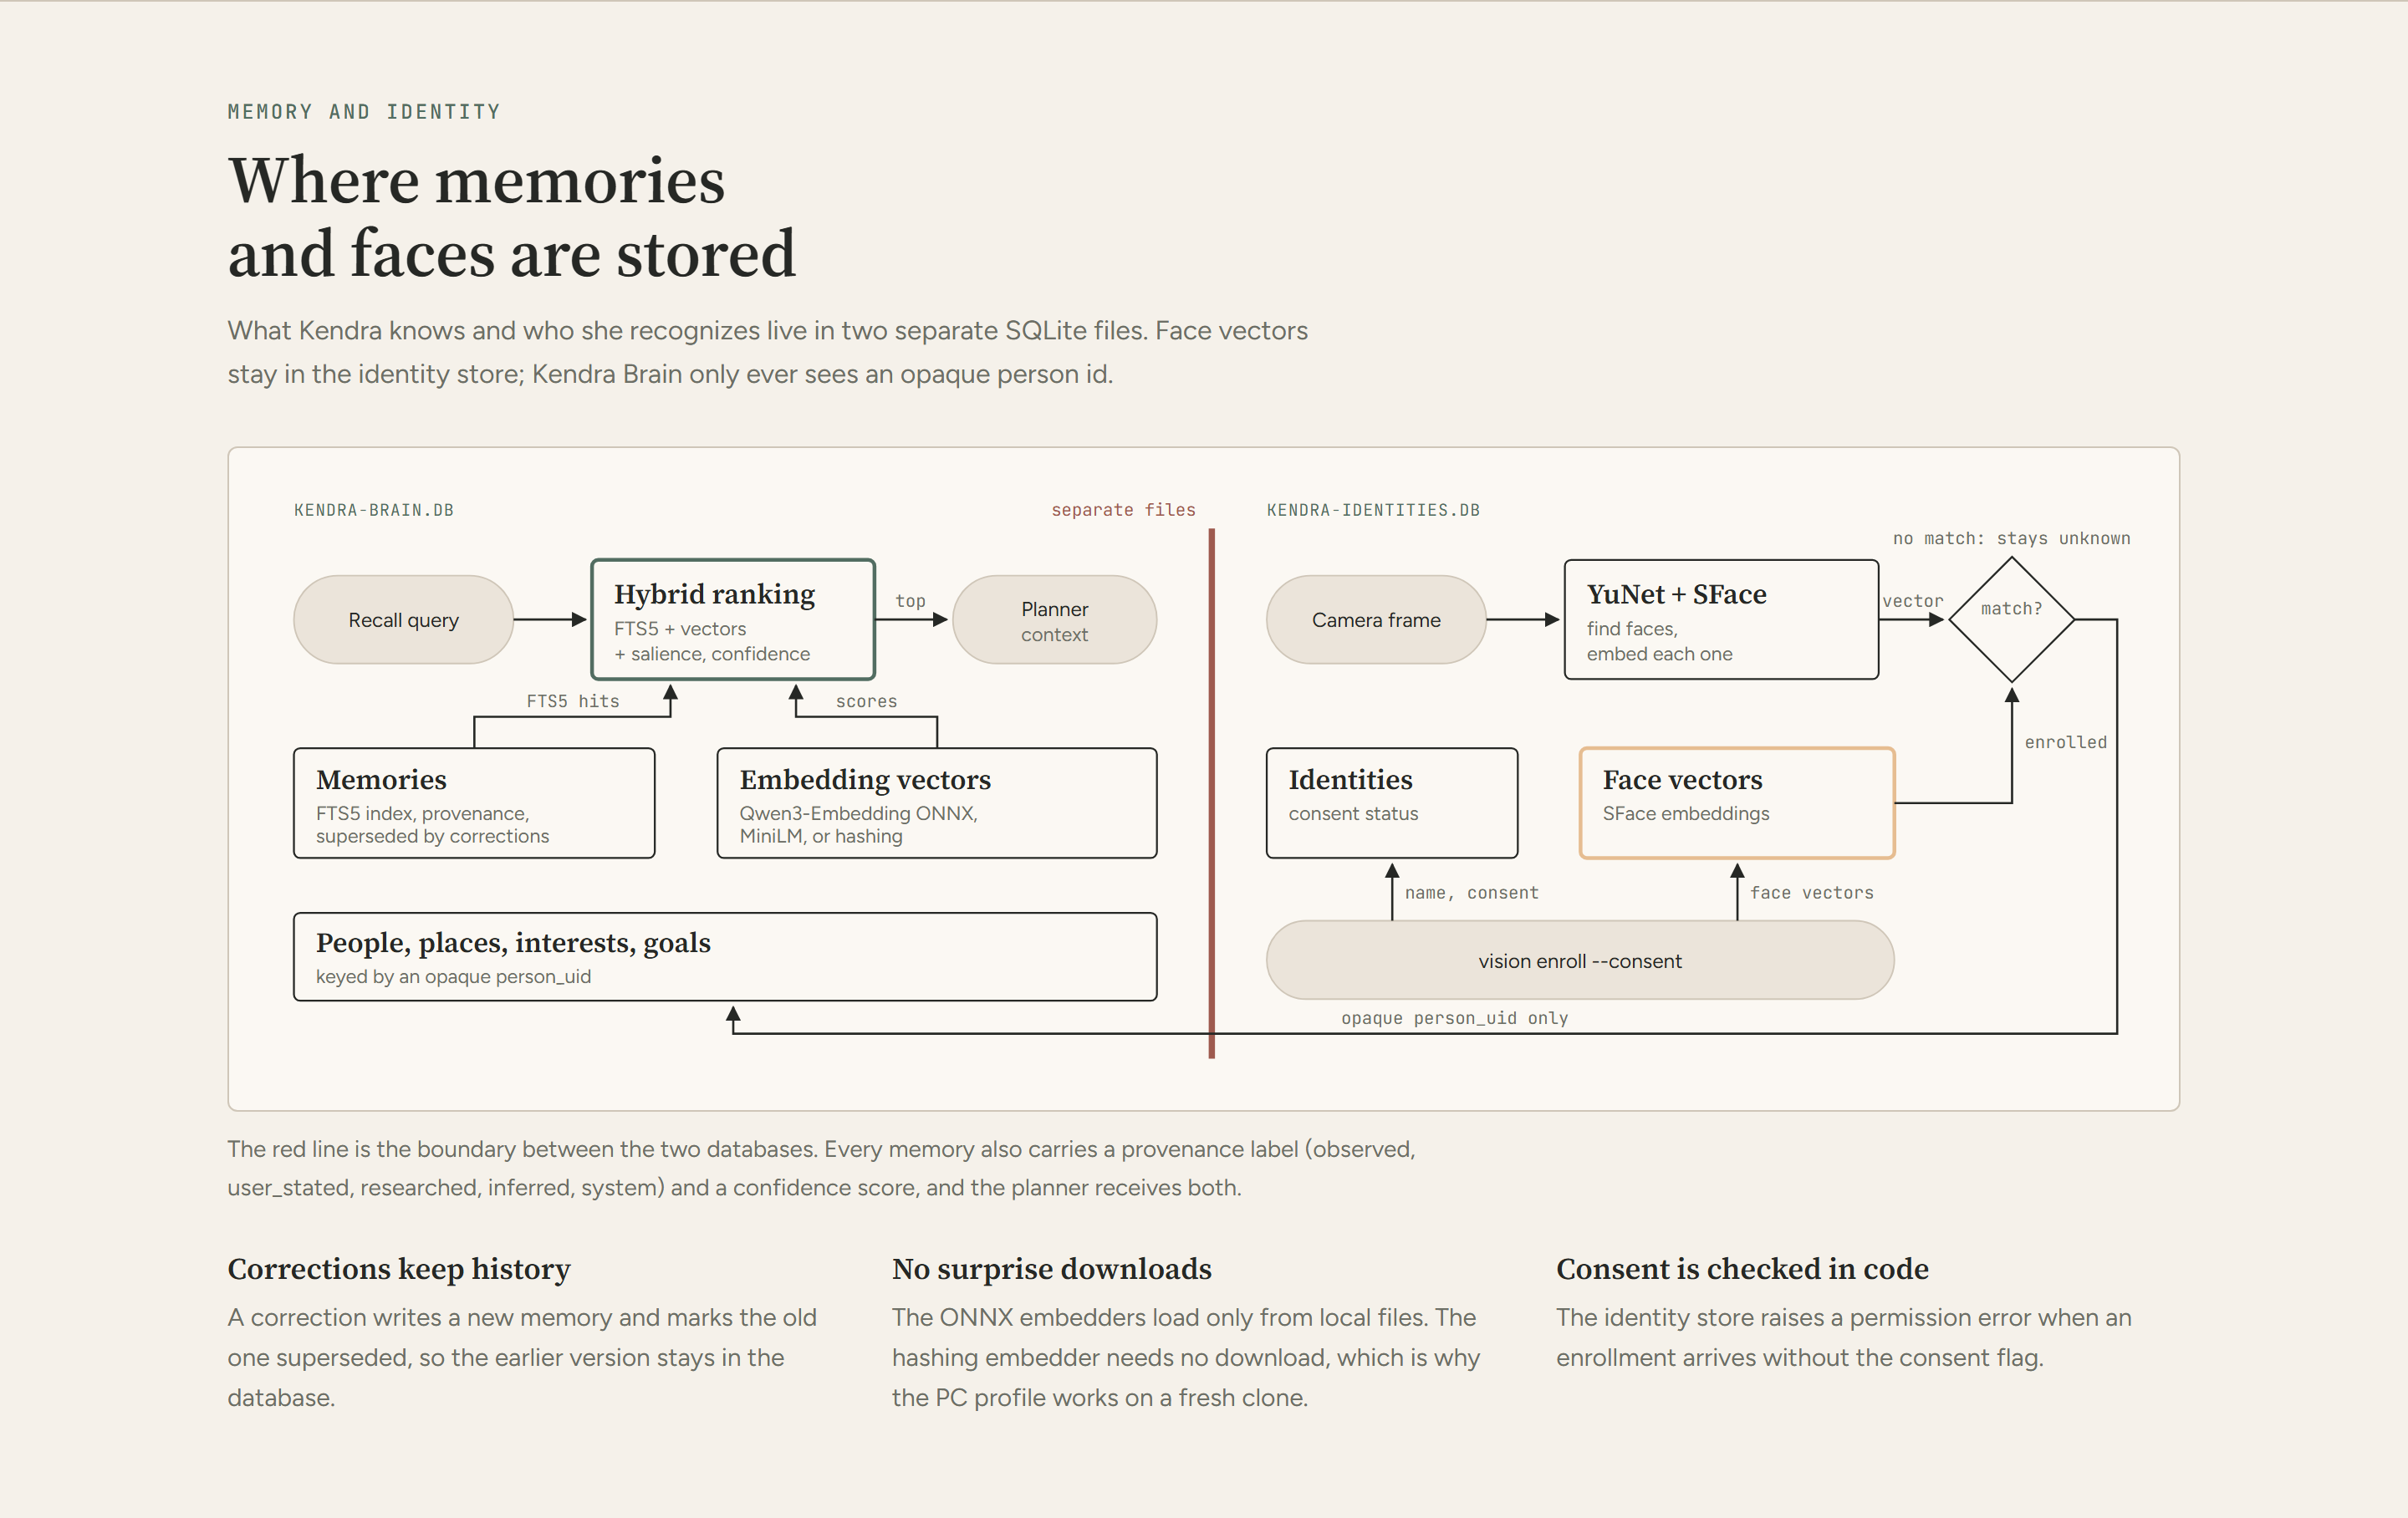 MEMORY AND IDENTITY
Where memories
and faces are stored
What Kendra knows and who she recognizes live in two separate SQLite files. Face vectors
stay in the identity store; Kendra Brain only ever sees an opaque person id.
KENDRA-BRAIN.DB
separate files
Recall query
Hybrid ranking
FTS5 + vectors
+ salience, confidence
top
Planner
context
FTS5 hits
scores
Memories
FTS5 index, provenance,
superseded by corrections
Embedding vectors
Qwen3-Embedding ONNX,
MiniLM, or hashing
People, places, interests, goals
keyed by an opaque person_uid
KENDRA-IDENTITIES.DB
no match: stays unknown
Camera frame
YuNet + SFace
find faces,
embed each one
vector
match?
Identities
consent status
Face vectors
SFace embeddings
enrolled
name, consent
face vectors
vision enroll --consent
opaque person_uid only
The red line is the boundary between the two databases. Every memory also carries a provenance label (observed,
user_stated, researched, inferred, system) and a confidence score, and the planner receives both.
Corrections keep history
A correction writes a new memory and marks the old
one superseded, so the earlier version stays in the
database.
No surprise downloads
The ONNX embedders load only from local files. The
hashing embedder needs no download, which is why
the PC profile works on a fresh clone.
Consent is checked in code
The identity store raises a permission error when an
enrollment arrives without the consent flag.